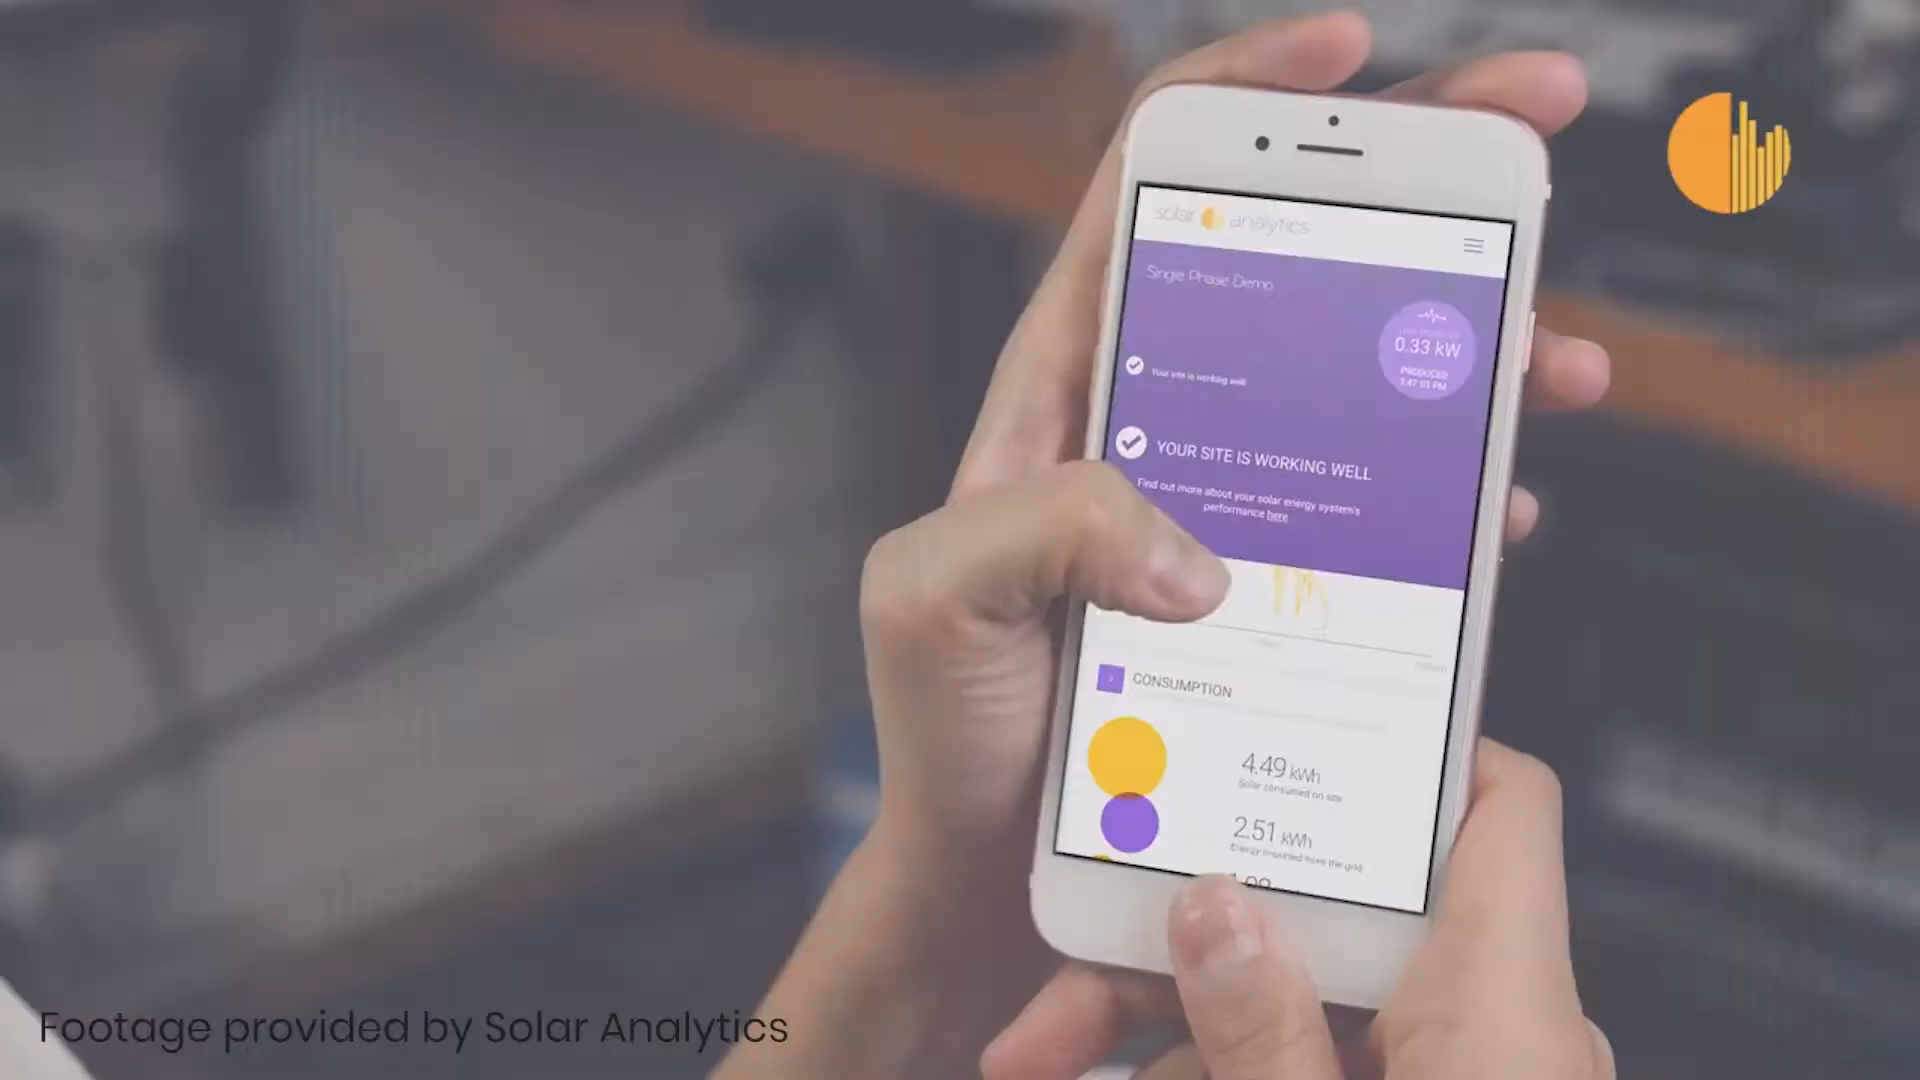 solar analytics
Single Phase Demo
0.33 kW
PRODUCED
Your site is working well
YOUR SITE IS WORKING WELL
Find out more about your solar energy system's
performance here
CONSUMPTION
4.49 kWh
Solar consumed on site
2.51 kWh
Energy imported from the grid
Footage provided by Solar Analytics